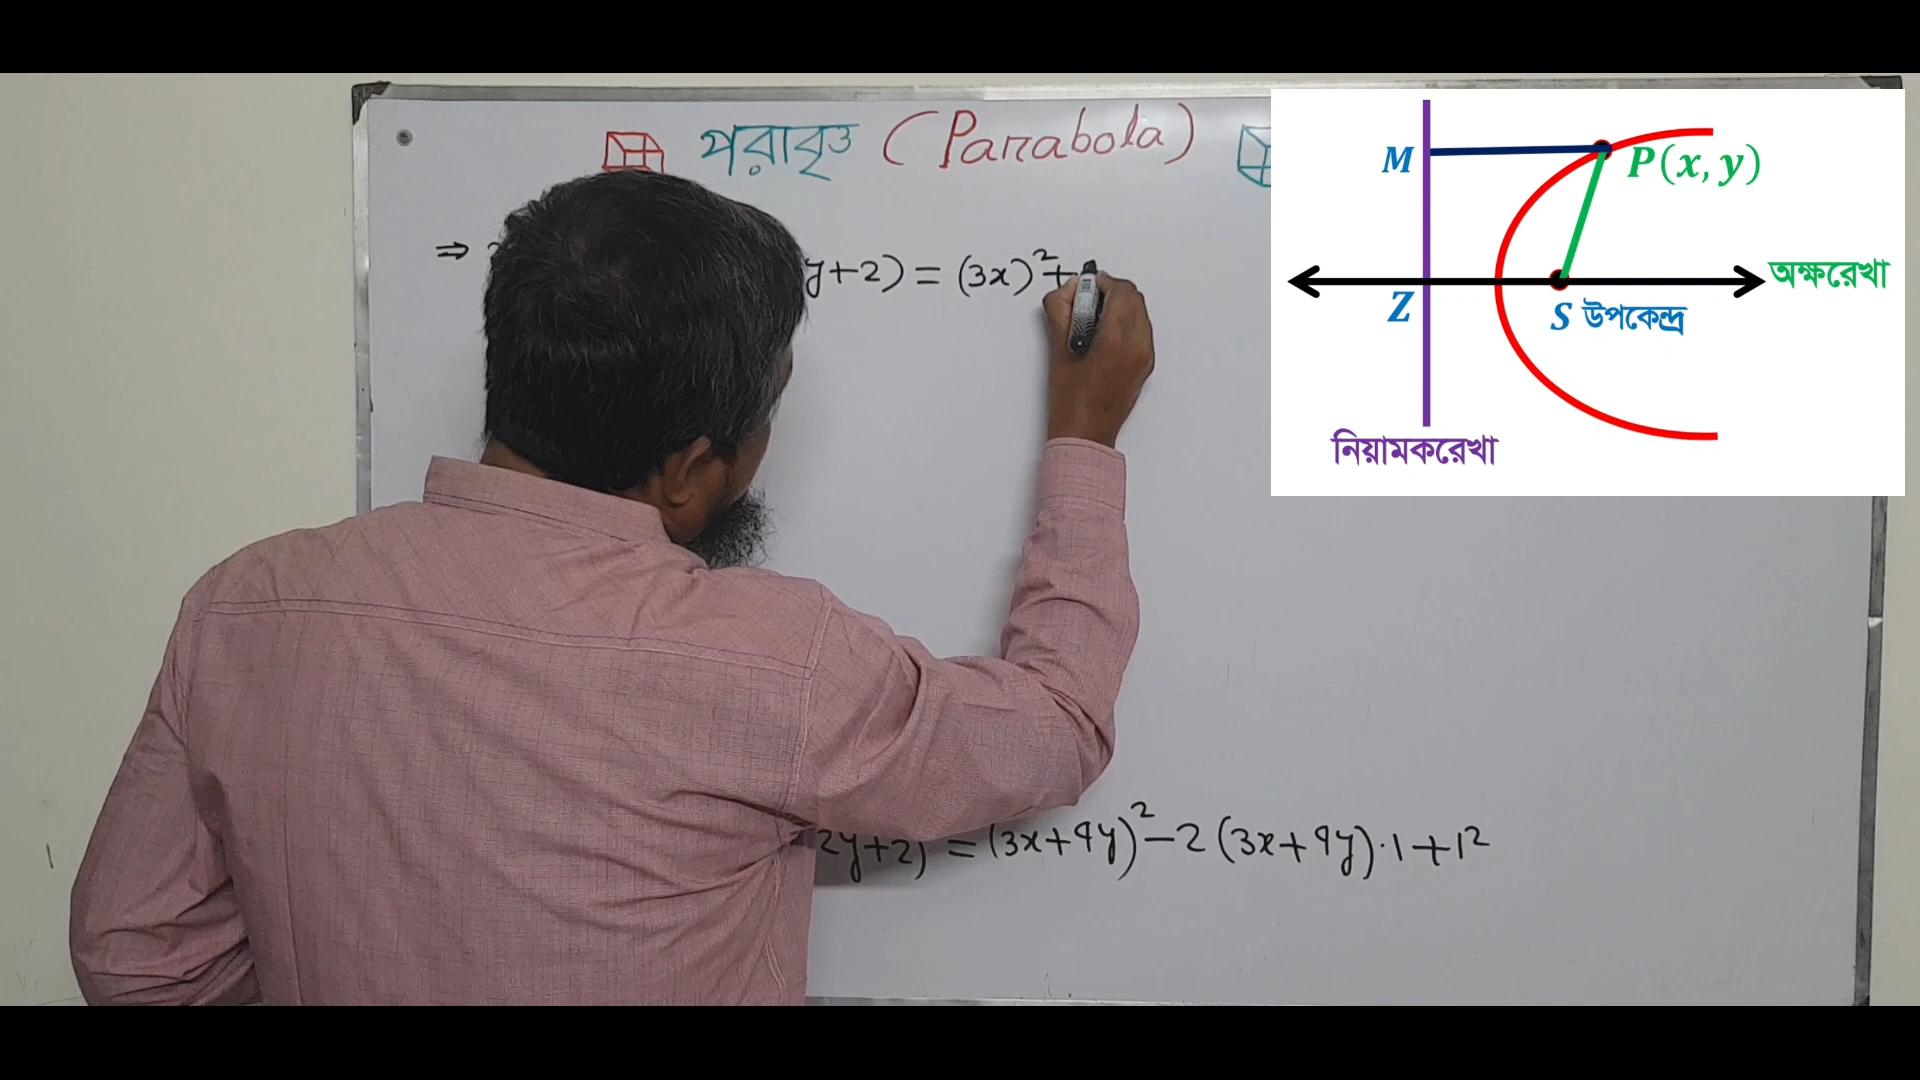 পরাবৃত্ত (Parabola)
⇒ y+2) = (3x)² +
2y+2) = (3x+4y)² - 2 (3x+4y)·1 + 1²
M
P(x, y)
অক্ষরেখা
Z
S উপকেন্দ্র
নিয়ামকরেখা